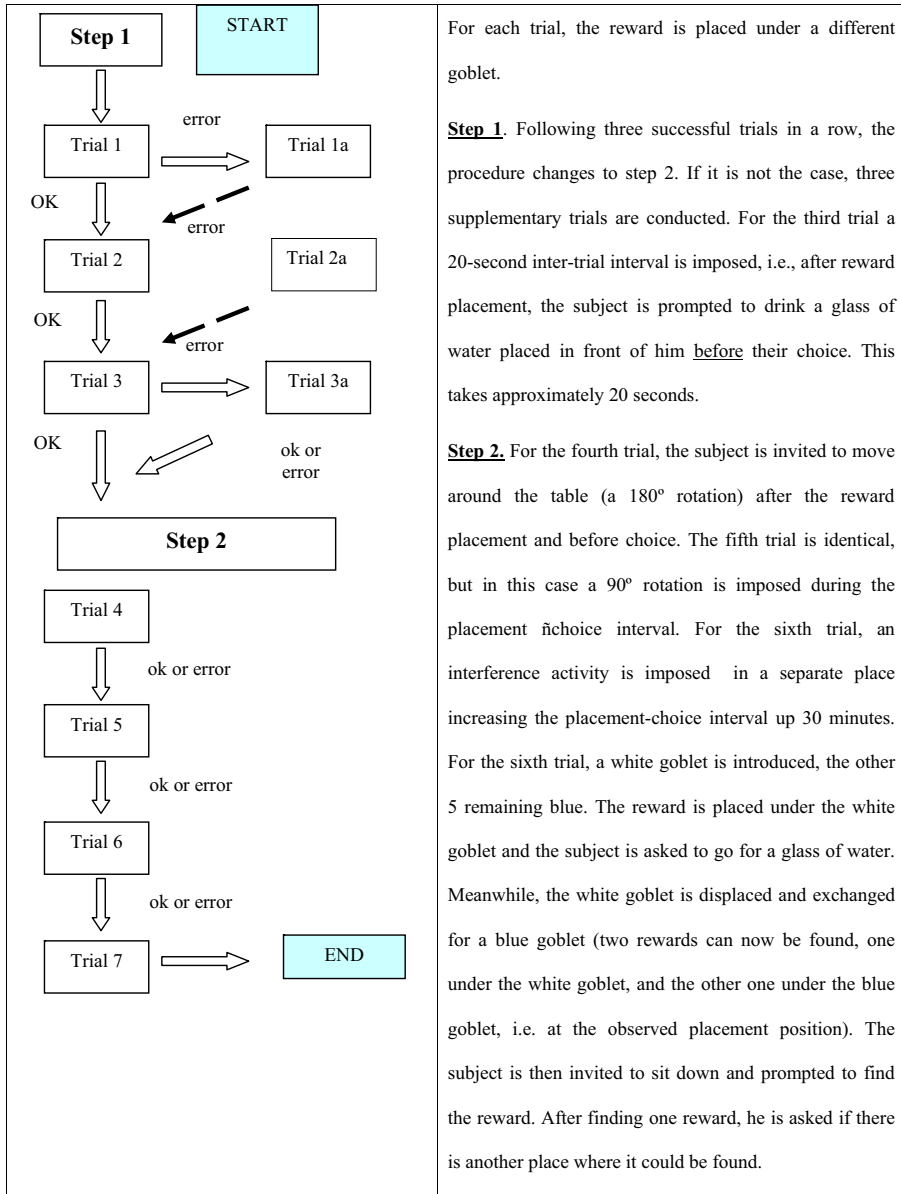 Step 1
START
error
Trial 1
Trial 1a
OK
error
Trial 2
Trial 2a
OK
error
Trial 3
Trial 3a
OK
ok or
error
Step 2
Trial 4
ok or error
Trial 5
ok or error
Trial 6
ok or error
Trial 7
END
For each trial, the reward is placed under a different
goblet.
Step 1. Following three successful trials in a row, the
procedure changes to step 2. If it is not the case, three
supplementary trials are conducted. For the third trial a
20-second inter-trial interval is imposed, i.e., after reward
placement, the subject is prompted to drink a glass of
water placed in front of him before their choice. This
takes approximately 20 seconds.
Step 2. For the fourth trial, the subject is invited to move
around the table (a 180º rotation) after the reward
placement and before choice. The fifth trial is identical,
but in this case a 90º rotation is imposed during the
placement ñchoice interval. For the sixth trial, an
interference activity is imposed in a separate place
increasing the placement-choice interval up 30 minutes.
For the sixth trial, a white goblet is introduced, the other
5 remaining blue. The reward is placed under the white
goblet and the subject is asked to go for a glass of water.
Meanwhile, the white goblet is displaced and exchanged
for a blue goblet (two rewards can now be found, one
under the white goblet, and the other one under the blue
goblet, i.e. at the observed placement position). The
subject is then invited to sit down and prompted to find
the reward. After finding one reward, he is asked if there
is another place where it could be found.